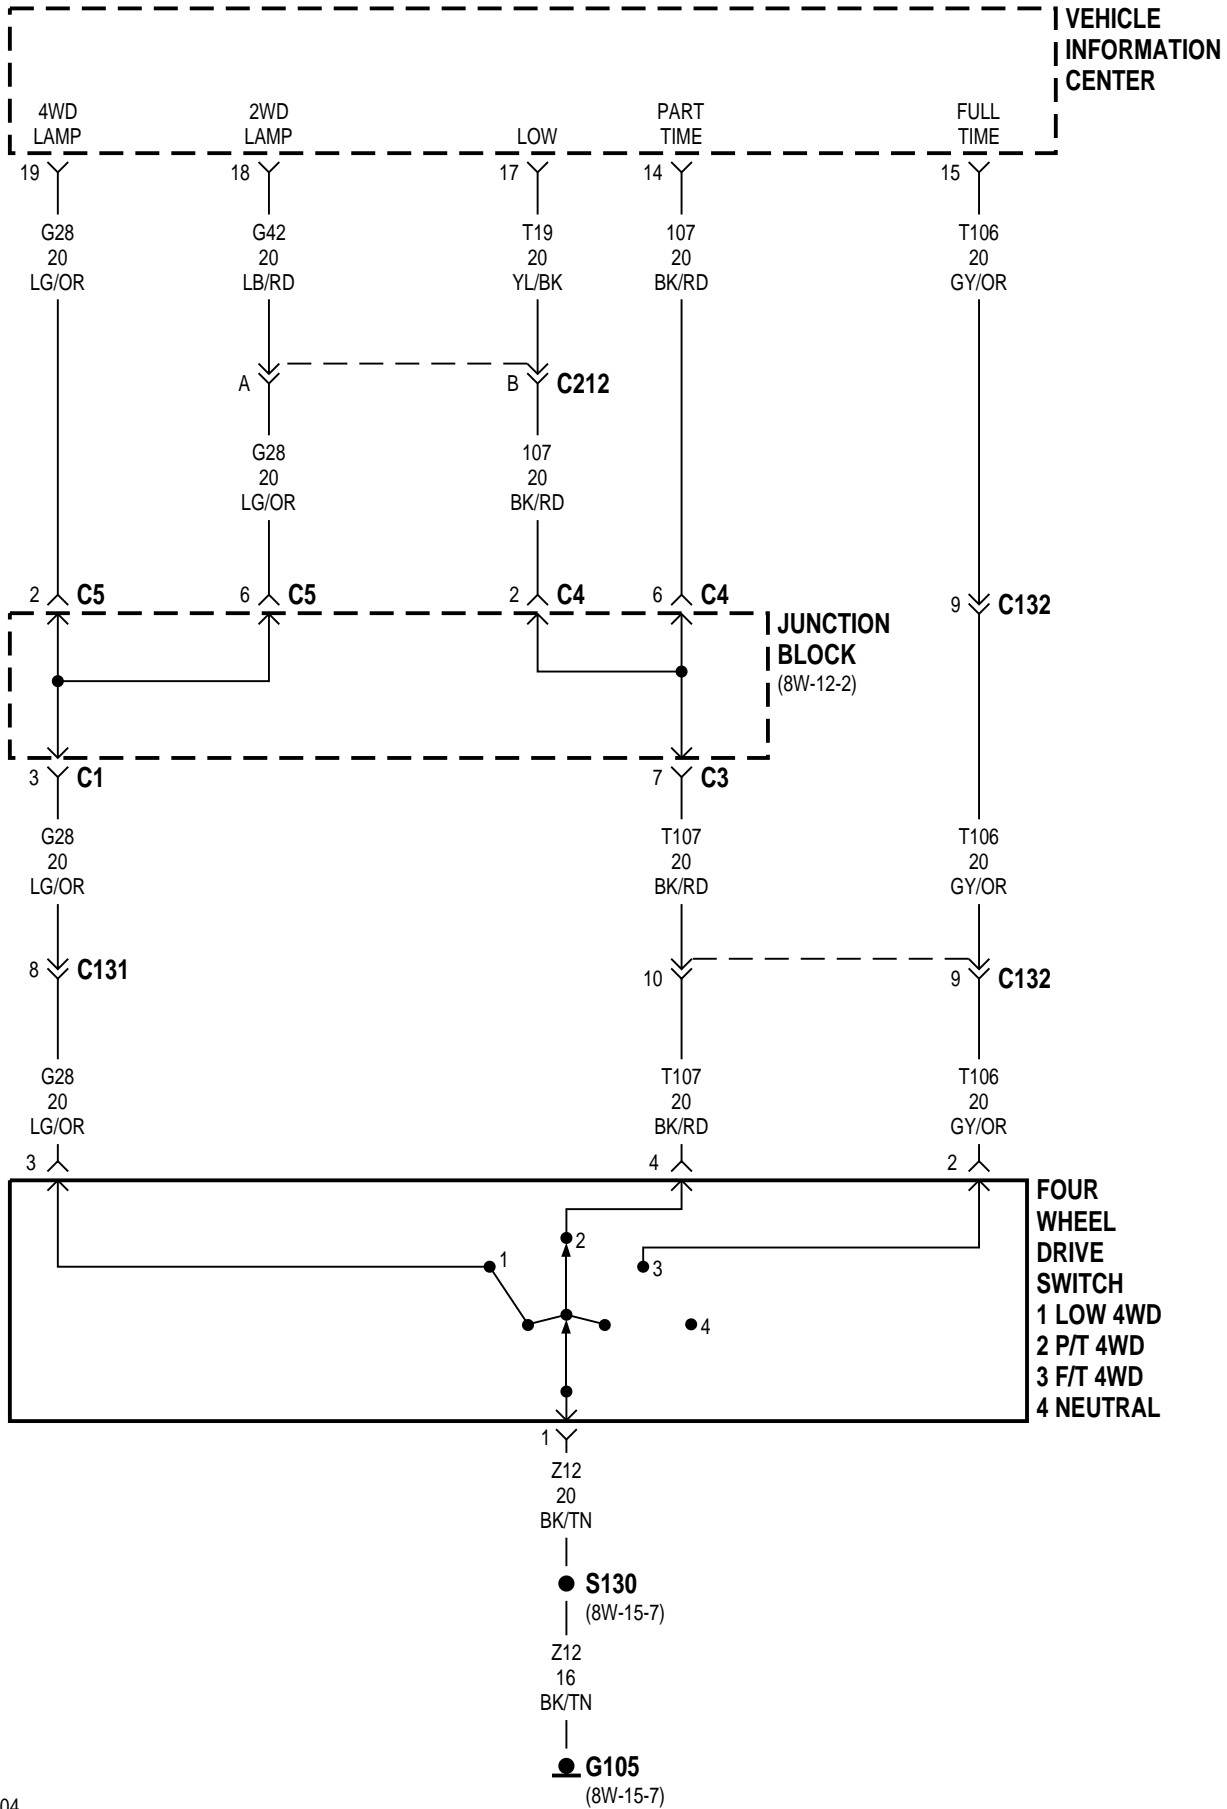 VEHICLE
INFORMATION
CENTER
4WD
LAMP
2WD
LAMP
LOW
PART
TIME
FULL
TIME
19
18
17
14
15
G28
20
LG/OR
G42
20
LB/RD
T19
20
YL/BK
107
20
BK/RD
T106
20
GY/OR
A
B
C212
G28
20
LG/OR
107
20
BK/RD
2 C5
6 C5
2 C4
6 C4
9 C132
JUNCTION
BLOCK
(8W-12-2)
3 C1
7 C3
G28
20
LG/OR
T107
20
BK/RD
T106
20
GY/OR
8 C131
10
9 C132
G28
20
LG/OR
T107
20
BK/RD
T106
20
GY/OR
3
4
2
FOUR
WHEEL
DRIVE
SWITCH
1 LOW 4WD
2 P/T 4WD
3 F/T 4WD
4 NEUTRAL
2
1
3
4
1
Z12
20
BK/TN
S130
(8W-15-7)
Z12
16
BK/TN
G105
(8W-15-7)